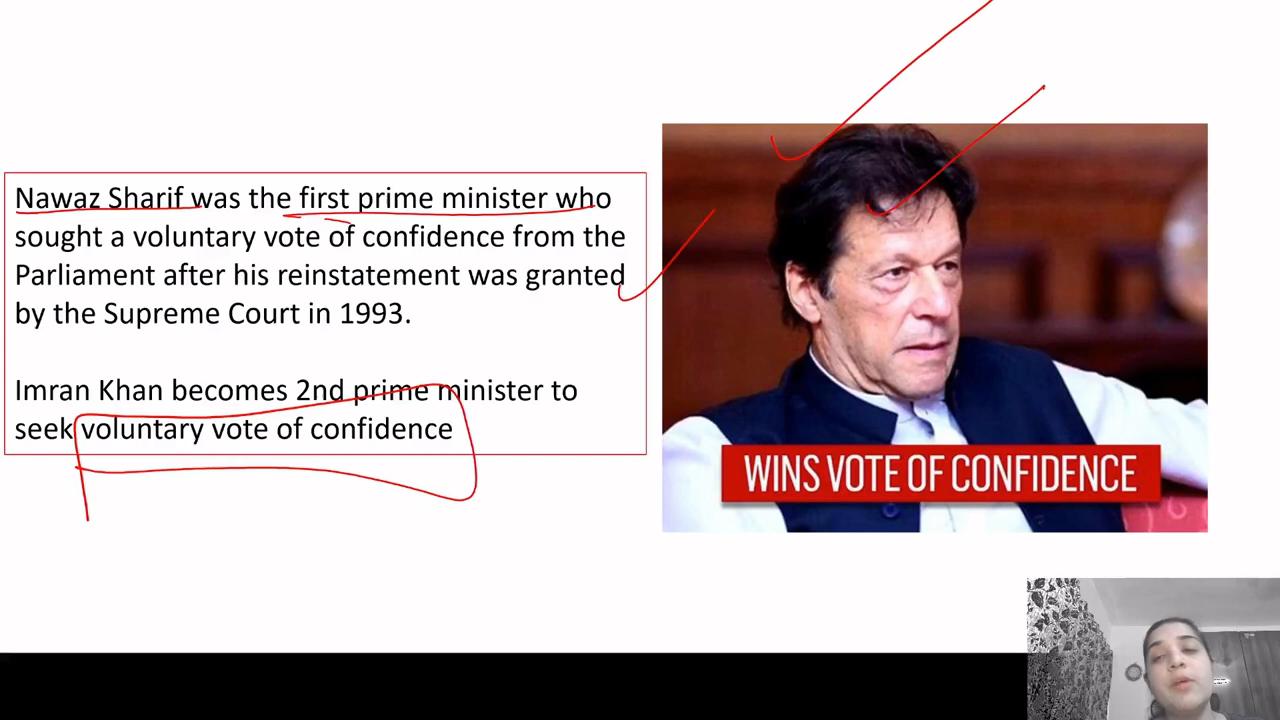 Nawaz Sharif was the first prime minister who
sought a voluntary vote of confidence from the
Parliament after his reinstatement was granted
by the Supreme Court in 1993.
Imran Khan becomes 2nd prime minister to
seek voluntary vote of confidence
WINS VOTE OF CONFIDENCE